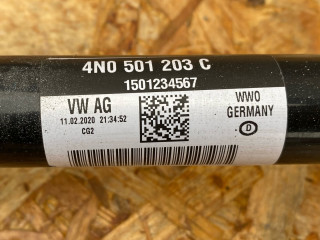 4N0 501 203 C
1501234567
VW AG
11.02.2020 21:34:52
CG2
WWO
GERMANY
D